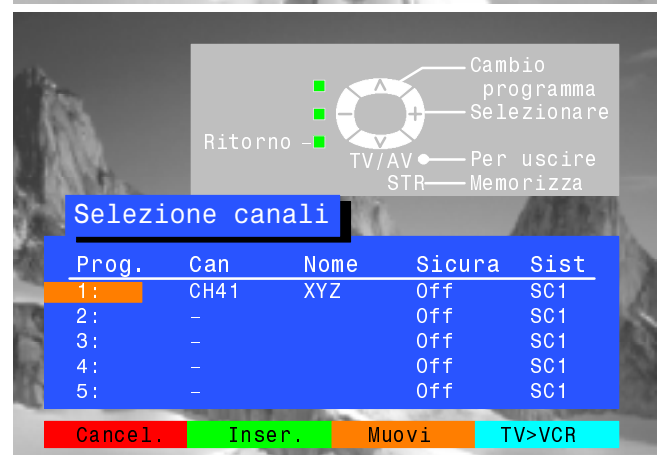 Cambio
programma
Selezionare
Ritorno
TV/AV Per uscire
STR Memorizza
Selezione canali
Prog. Can Nome Sicura Sist
1: CH41 XYZ Off SC1
2: – Off SC1
3: – Off SC1
4: – Off SC1
5: – Off SC1
Cancel. Inser. Muovi TV>VCR